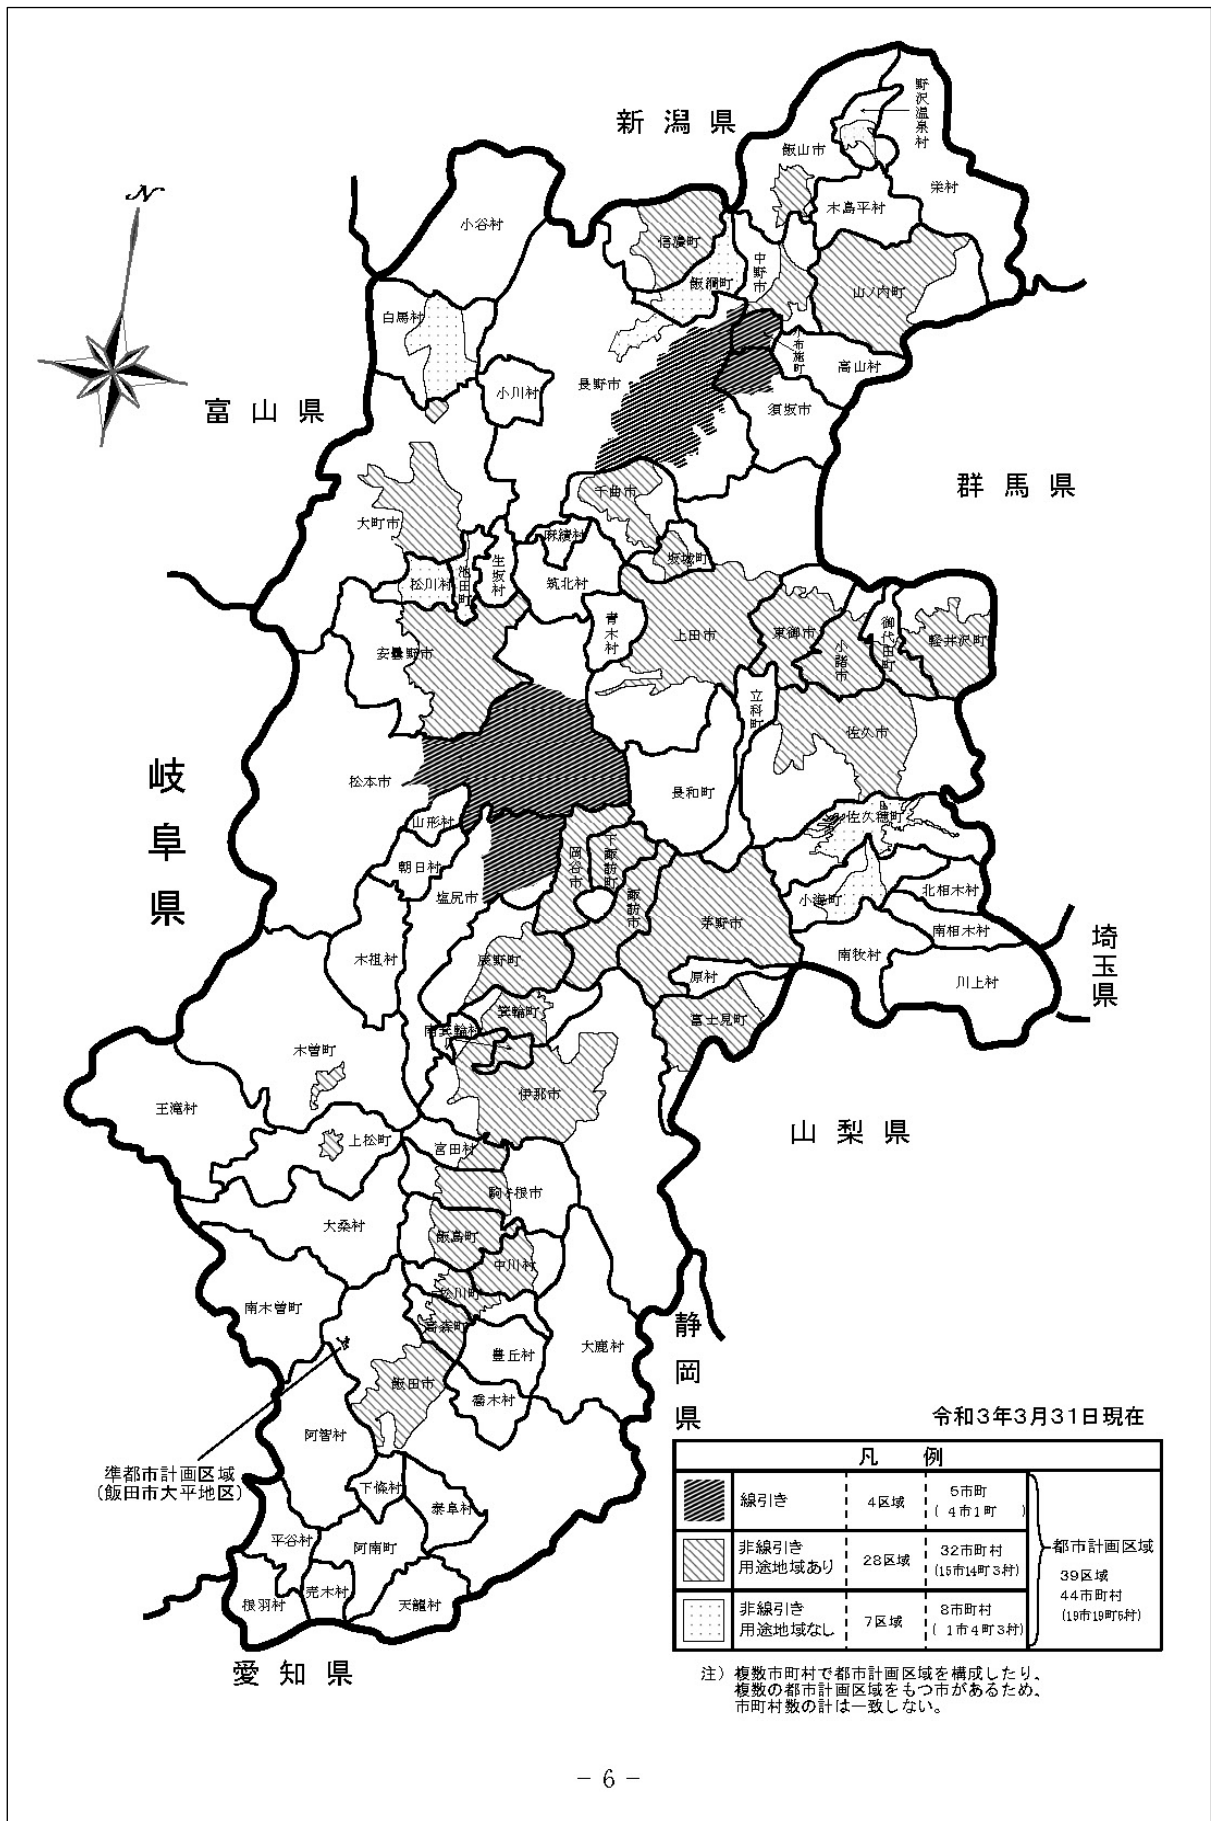 新潟県
野沢温泉村
飯山市
栄村
N
木島平村
小谷村
信濃町
中野市
飯綱町
山ノ内町
白馬村
小布施町
高山村
長野市
小川村
富山県
須坂市
群馬県
千曲市
大町市
麻績村
坂城町
生坂村
池田町
松川村
筑北村
青木村
上田市
東御市
小諸市
御代田町
軽井沢町
安曇野市
立科町
佐久市
岐阜県
松本市
長和町
山形村
佐久穂町
朝日村
岡谷市
下諏訪町
塩尻市
諏訪市
茅野市
小海町
北相木村
南相木村
埼玉県
木祖村
辰野町
南牧村
原村
川上村
箕輪町
富士見町
南箕輪村
木曽町
伊那市
王滝村
山梨県
上松町
宮田村
駒ヶ根市
大桑村
飯島町
中川村
松川町
南木曽町
高森町
静岡県
豊丘村
大鹿村
飯田市
喬木村
阿智村
準都市計画区域
(飯田市大平地区)
下條村
泰阜村
平谷村
阿南町
売木村
根羽村
天龍村
愛知県
令和3年3月31日現在
凡 例
線引き 4区域 5市町
( 4市1町 )
非線引き
用途地域あり 28区域 32市町村
(15市14町3村)
非線引き
用途地域なし 7区域 8市町村
( 1市4町3村)
都市計画区域
39区域
44市町村
(19市19町6村)
注) 複数市町村で都市計画区域を構成したり、
複数の都市計画区域をもつ市があるため、
市町村数の計は一致しない。
- 6 -